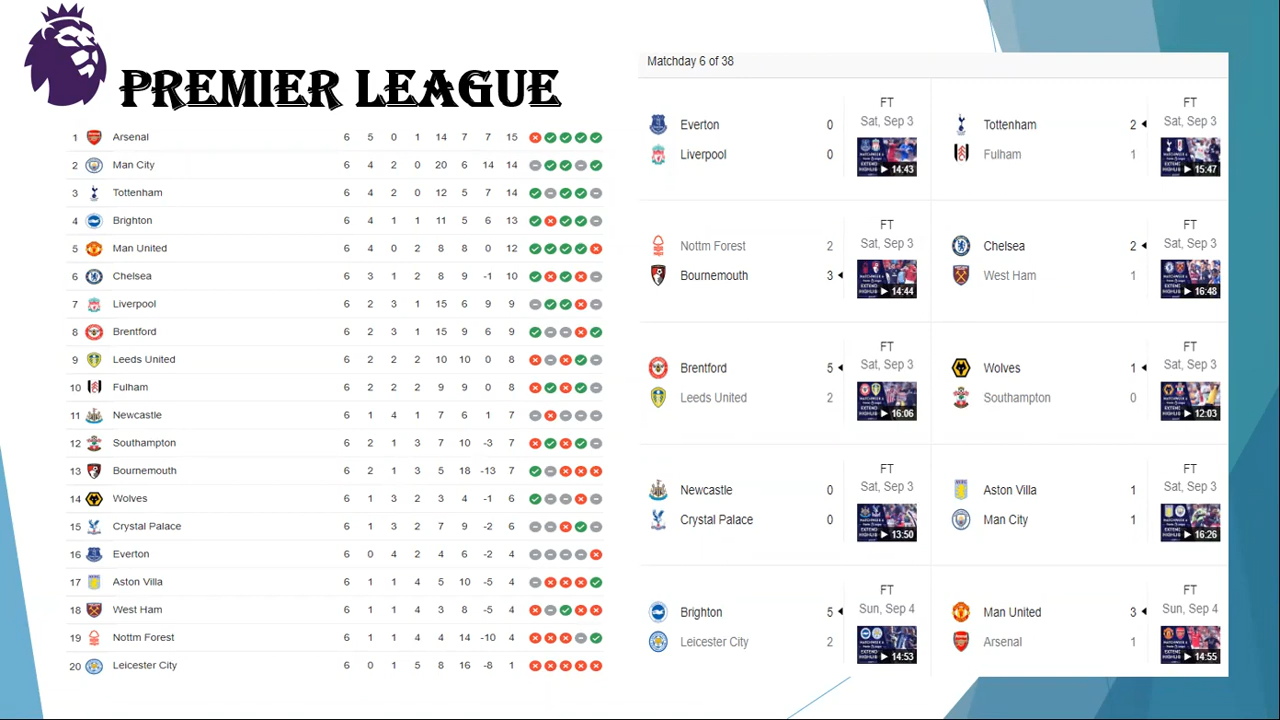 PREMIER LEAGUE
1 Arsenal 6 5 0 1 14 7 7 15
2 Man City 6 4 2 0 20 6 14 14
3 Tottenham 6 4 2 0 12 5 7 14
4 Brighton 6 4 1 1 11 5 6 13
5 Man United 6 4 0 2 8 8 0 12
6 Chelsea 6 3 1 2 8 9 -1 10
7 Liverpool 6 2 3 1 15 6 9 9
8 Brentford 6 2 3 1 15 9 6 9
9 Leeds United 6 2 2 2 10 10 0 8
10 Fulham 6 2 2 2 9 9 0 8
11 Newcastle 6 1 4 1 7 7 0 7
12 Southampton 6 2 1 3 7 10 -3 7
13 Bournemouth 6 2 1 3 5 18 -13 7
14 Wolves 6 1 3 2 3 4 -1 6
15 Crystal Palace 6 1 3 2 7 9 -2 6
16 Everton 6 0 4 2 4 6 -2 4
17 Aston Villa 6 1 1 4 5 10 -5 4
18 West Ham 6 1 1 4 3 8 -5 4
19 Nottm Forest 6 1 1 4 4 14 -10 4
20 Leicester City 6 0 1 5 8 16 -8 1
Matchday 6 of 38
FT
Everton 0 Sat, Sep 3
Liverpool 0
14:43
FT
Tottenham 2 Sat, Sep 3
Fulham 1
15:47
FT
Nottm Forest 2 Sat, Sep 3
Bournemouth 3
14:44
FT
Chelsea 2 Sat, Sep 3
West Ham 1
16:48
FT
Brentford 5 Sat, Sep 3
Leeds United 2
16:06
FT
Wolves 1 Sat, Sep 3
Southampton 0
12:03
FT
Newcastle 0 Sat, Sep 3
Crystal Palace 0
13:50
FT
Aston Villa 1 Sat, Sep 3
Man City 1
16:26
FT
Brighton 5 Sun, Sep 4
Leicester City 2
14:53
FT
Man United 3 Sun, Sep 4
Arsenal 1
14:55